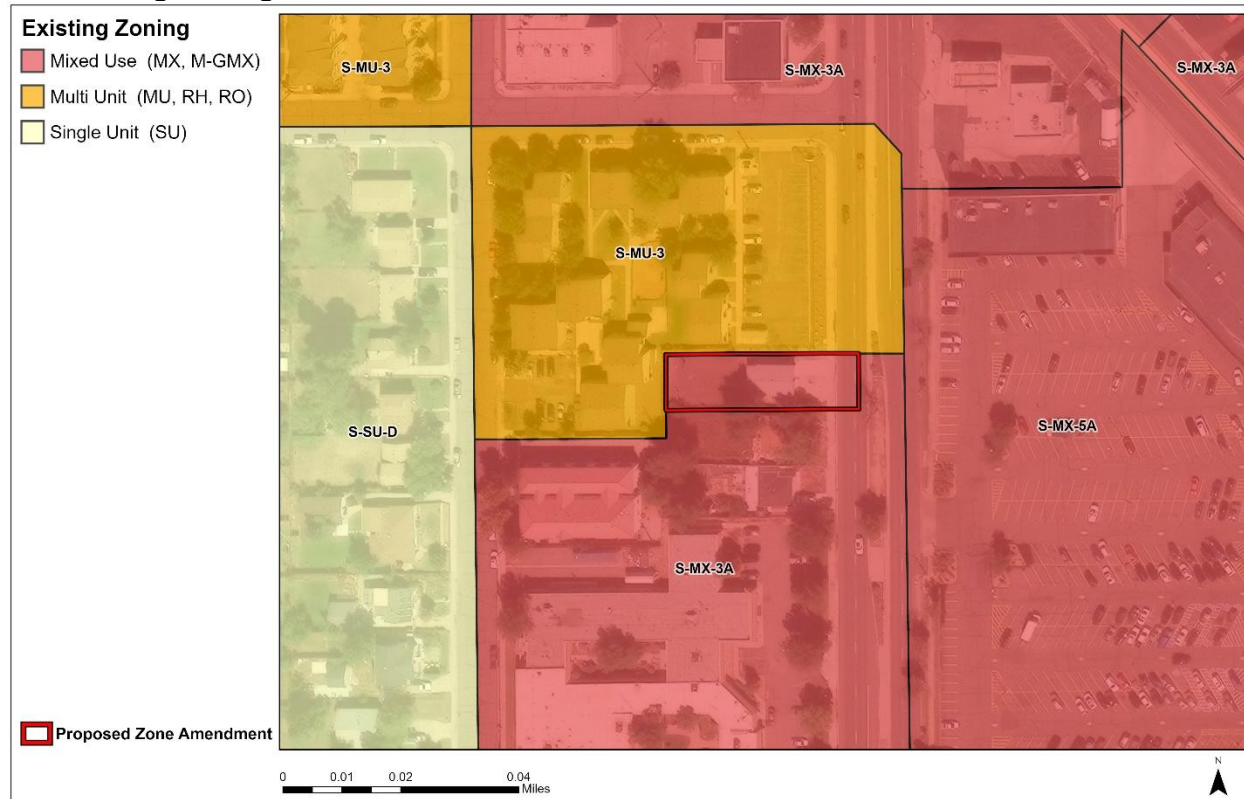 Existing Zoning
Mixed Use (MX, M-GMX)
Multi Unit (MU, RH, RO)
Single Unit (SU)
S-MU-3
S-MX-3A
S-MX-3A
S-MU-3
S-SU-D
S-MX-5A
S-MX-3A
Proposed Zone Amendment
0 0.01 0.02 0.04
Miles
N